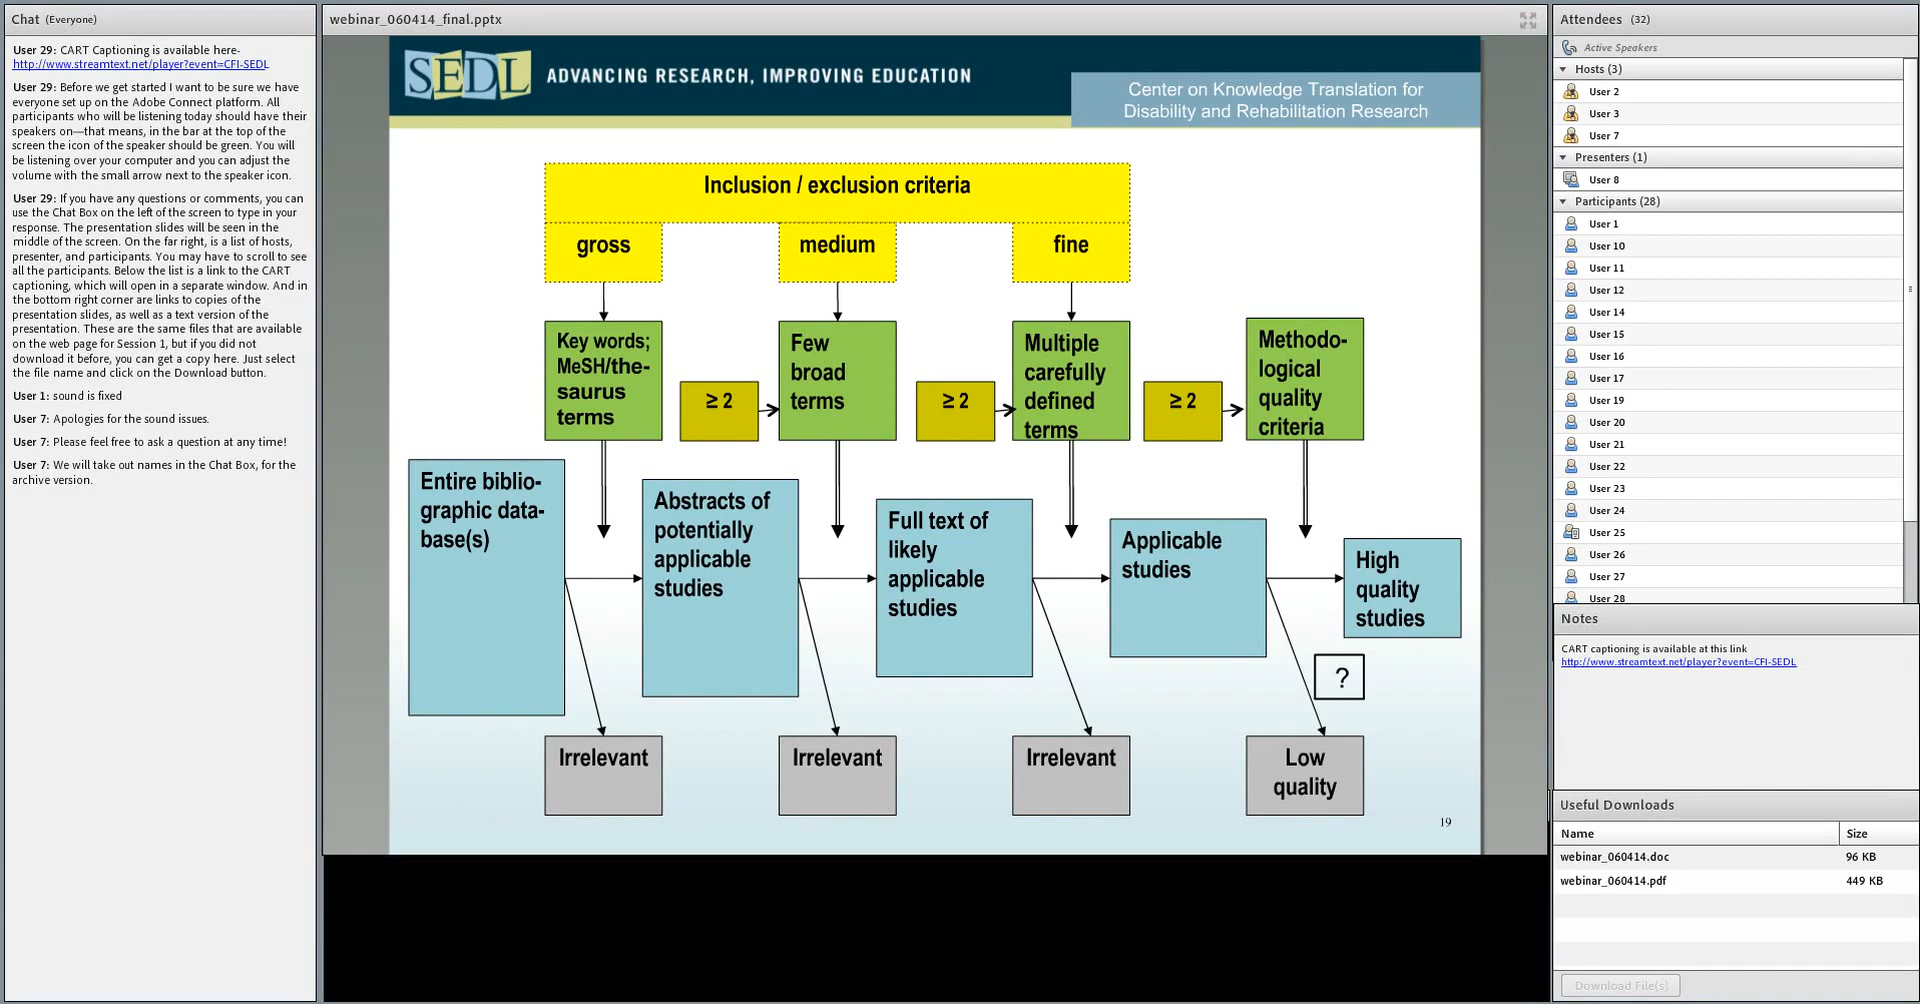 Chat (Everyone)
User 29: CART Captioning is available here-
http://www.streamtext.net/player?event=CFI-SEDL
User 29: Before we get started I want to be sure we have
everyone set up on the Adobe Connect platform. All
participants who will be listening today should have their
speakers on—that means, in the bar at the top of the
screen the icon of the speaker should be green. You will
be listening over your computer and you can adjust the
volume with the small arrow next to the speaker icon.
User 29: If you have any questions or comments, you can
use the Chat Box on the left of the screen to type in your
response. The presentation slides will be seen in the
middle of the screen. On the far right, is a list of hosts,
presenter, and participants. You may have to scroll to see
all the participants. Below the list is a link to the CART
captioning, which will open in a separate window. And in
the bottom right corner are links to copies of the
presentation slides, as well as a text version of the
presentation. These are the same files that are available
on the web page for Session 1, but if you did not
download it before, you can get a copy here. Just select
the file name and click on the Download button.
User 1: sound is fixed
User 7: Apologies for the sound issues.
User 7: Please feel free to ask a question at any time!
User 7: We will take out names in the Chat Box, for the
archive version.
webinar_060414_final.pptx
SEDL ADVANCING RESEARCH, IMPROVING EDUCATION
Center on Knowledge Translation for
Disability and Rehabilitation Research
Inclusion / exclusion criteria
gross
medium
fine
Key words;
MeSH/the-
saurus
terms
≥ 2
Few
broad
terms
≥ 2
Multiple
carefully
defined
terms
≥ 2
Methodo-
logical
quality
criteria
Entire biblio-
graphic data-
base(s)
Abstracts of
potentially
applicable
studies
Full text of
likely
applicable
studies
Applicable
studies
High
quality
studies
?
Irrelevant
Irrelevant
Irrelevant
Low
quality
19
Attendees (32)
Active Speakers
Hosts (3)
User 2
User 3
User 7
Presenters (1)
User 8
Participants (28)
User 1
User 10
User 11
User 12
User 14
User 15
User 16
User 17
User 19
User 20
User 21
User 22
User 23
User 24
User 25
User 26
User 27
User 28
Notes
CART captioning is available at this link
http://www.streamtext.net/player?event=CFI-SEDL
Useful Downloads
Name Size
webinar_060414.doc 96 KB
webinar_060414.pdf 449 KB
Download File(s)